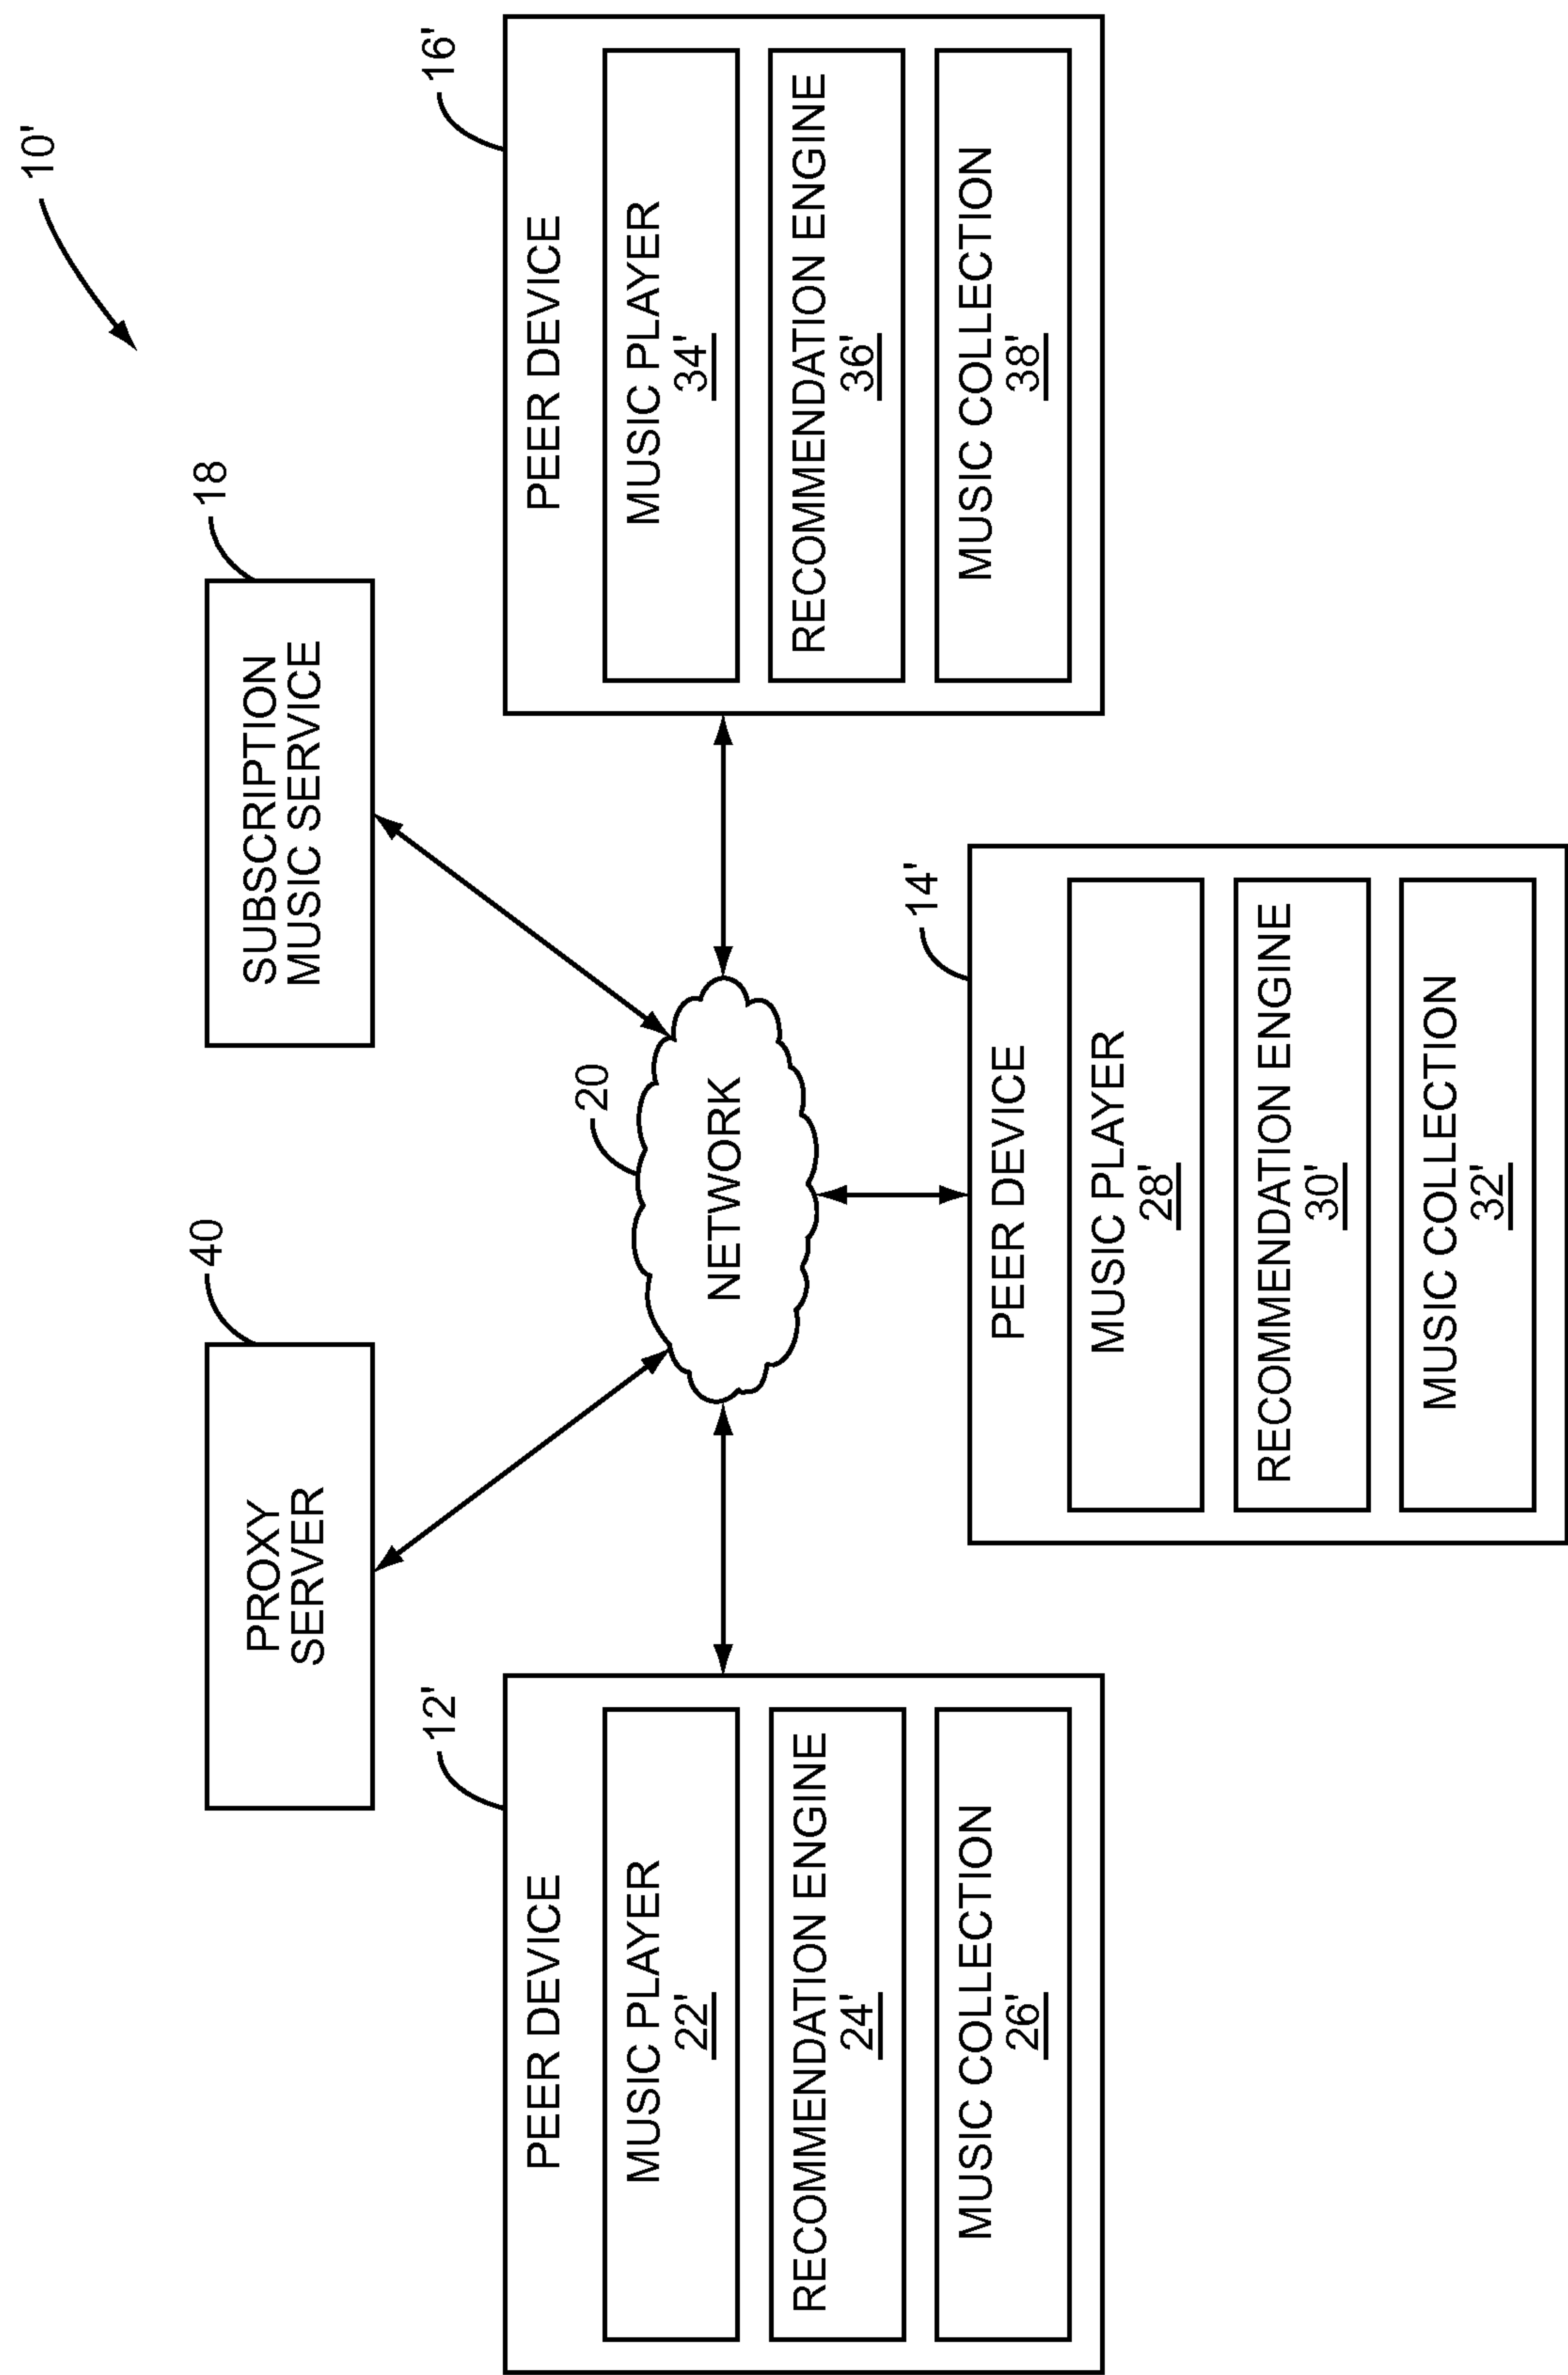 10'
PROXY
SERVER
40
SUBSCRIPTION
MUSIC SERVICE
18
20
NETWORK
12'
PEER DEVICE
MUSIC PLAYER
22'
RECOMMENDATION ENGINE
24'
MUSIC COLLECTION
26'
14'
PEER DEVICE
MUSIC PLAYER
28'
RECOMMENDATION ENGINE
30'
MUSIC COLLECTION
32'
16'
PEER DEVICE
MUSIC PLAYER
34'
RECOMMENDATION ENGINE
36'
MUSIC COLLECTION
38'